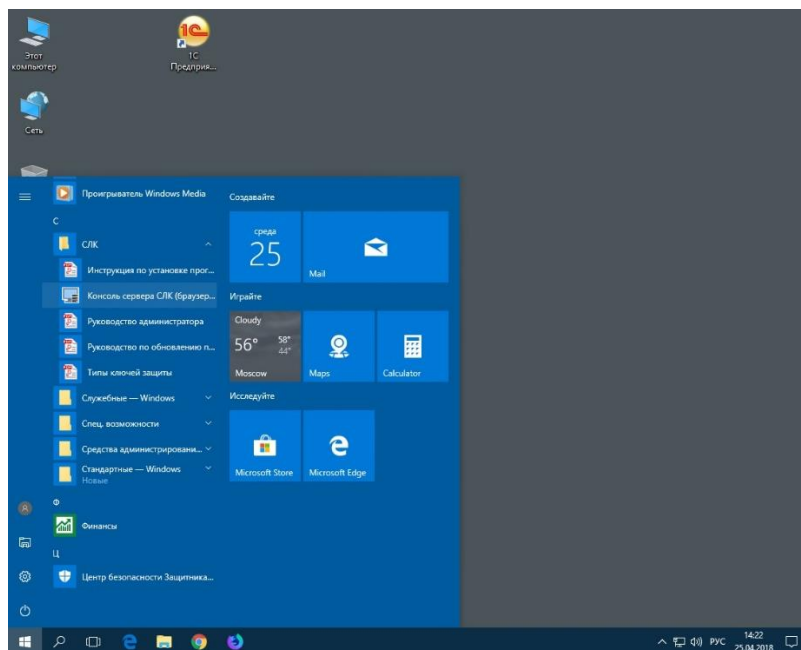 Этот
компьютер
1С
Предприя...
Сеть
Проигрыватель Windows Media
С
СЛК
Инструкция по установке прог...
Консоль сервера СЛК (браузер...
Руководство администратора
Руководство по обновлению п...
Типы ключей защиты
Служебные — Windows
Спец. возможности
Средства администрировани...
Стандартные — Windows
Новые
Ф
Финансы
Ц
Центр безопасности Защитника...
Создавайте
среда
25
Mail
Играйте
Cloudy
56° 58°
44°
Moscow
Maps
Calculator
Исследуйте
Microsoft Store
Microsoft Edge
РУС
14:22
25.04.2018